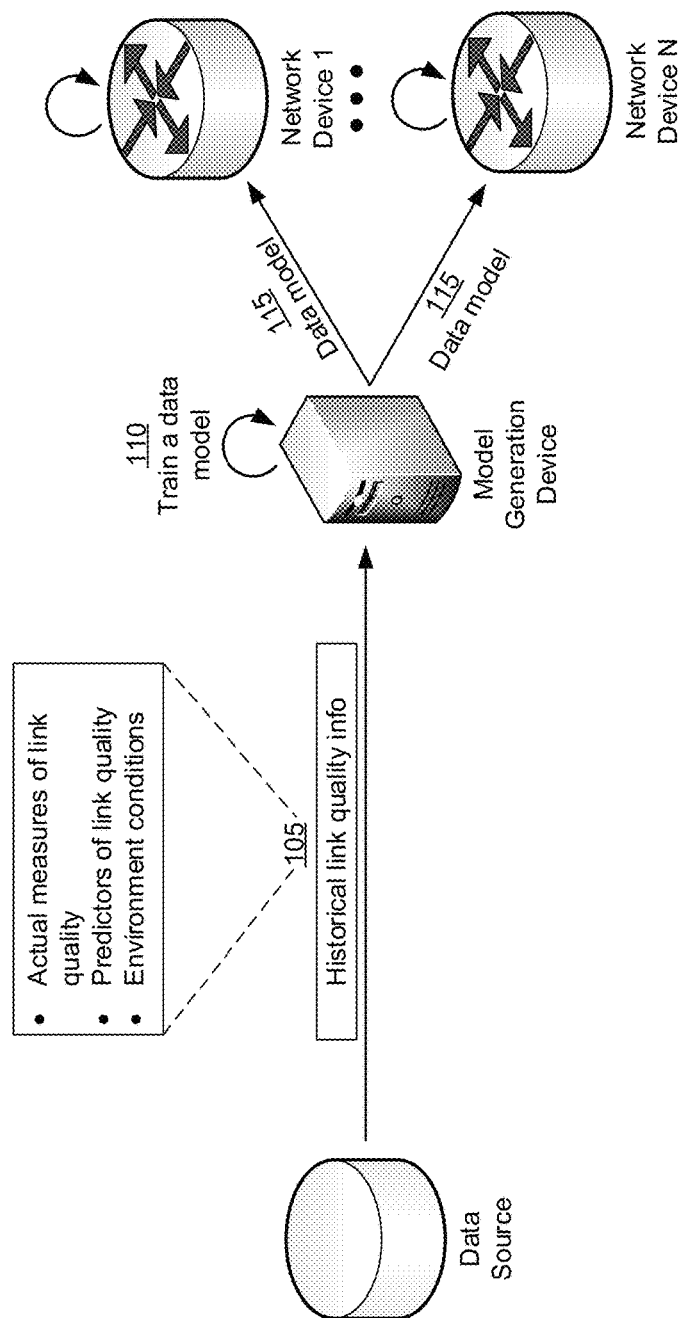 • Actual measures of link
quality
• Predictors of link quality
• Environment conditions
105
Historical link quality info
Data
Source
110
Train a data
model
Model
Generation
Device
115
Data model
115
Data model
Network
Device 1
Network
Device N